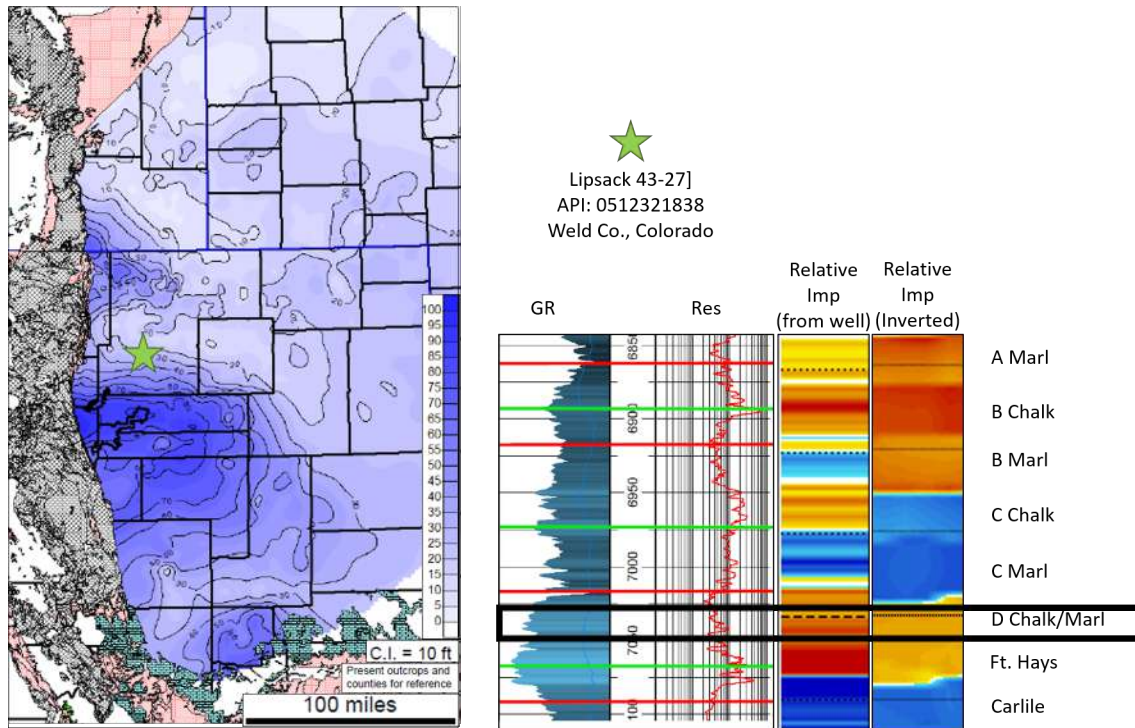 100
95
90
85
80
75
70
65
60
55
50
45
40
35
30
25
20
15
10
5
0
C.I. = 10 ft
Present outcrops and
counties for reference
100 miles
Lipsack 43-27]
API: 0512321838
Weld Co., Colorado
GR
Res
Relative
Imp
(from well)
Relative
Imp
(Inverted)
6850
6900
6950
7000
7050
A Marl
B Chalk
B Marl
C Chalk
C Marl
D Chalk/Marl
Ft. Hays
Carlile